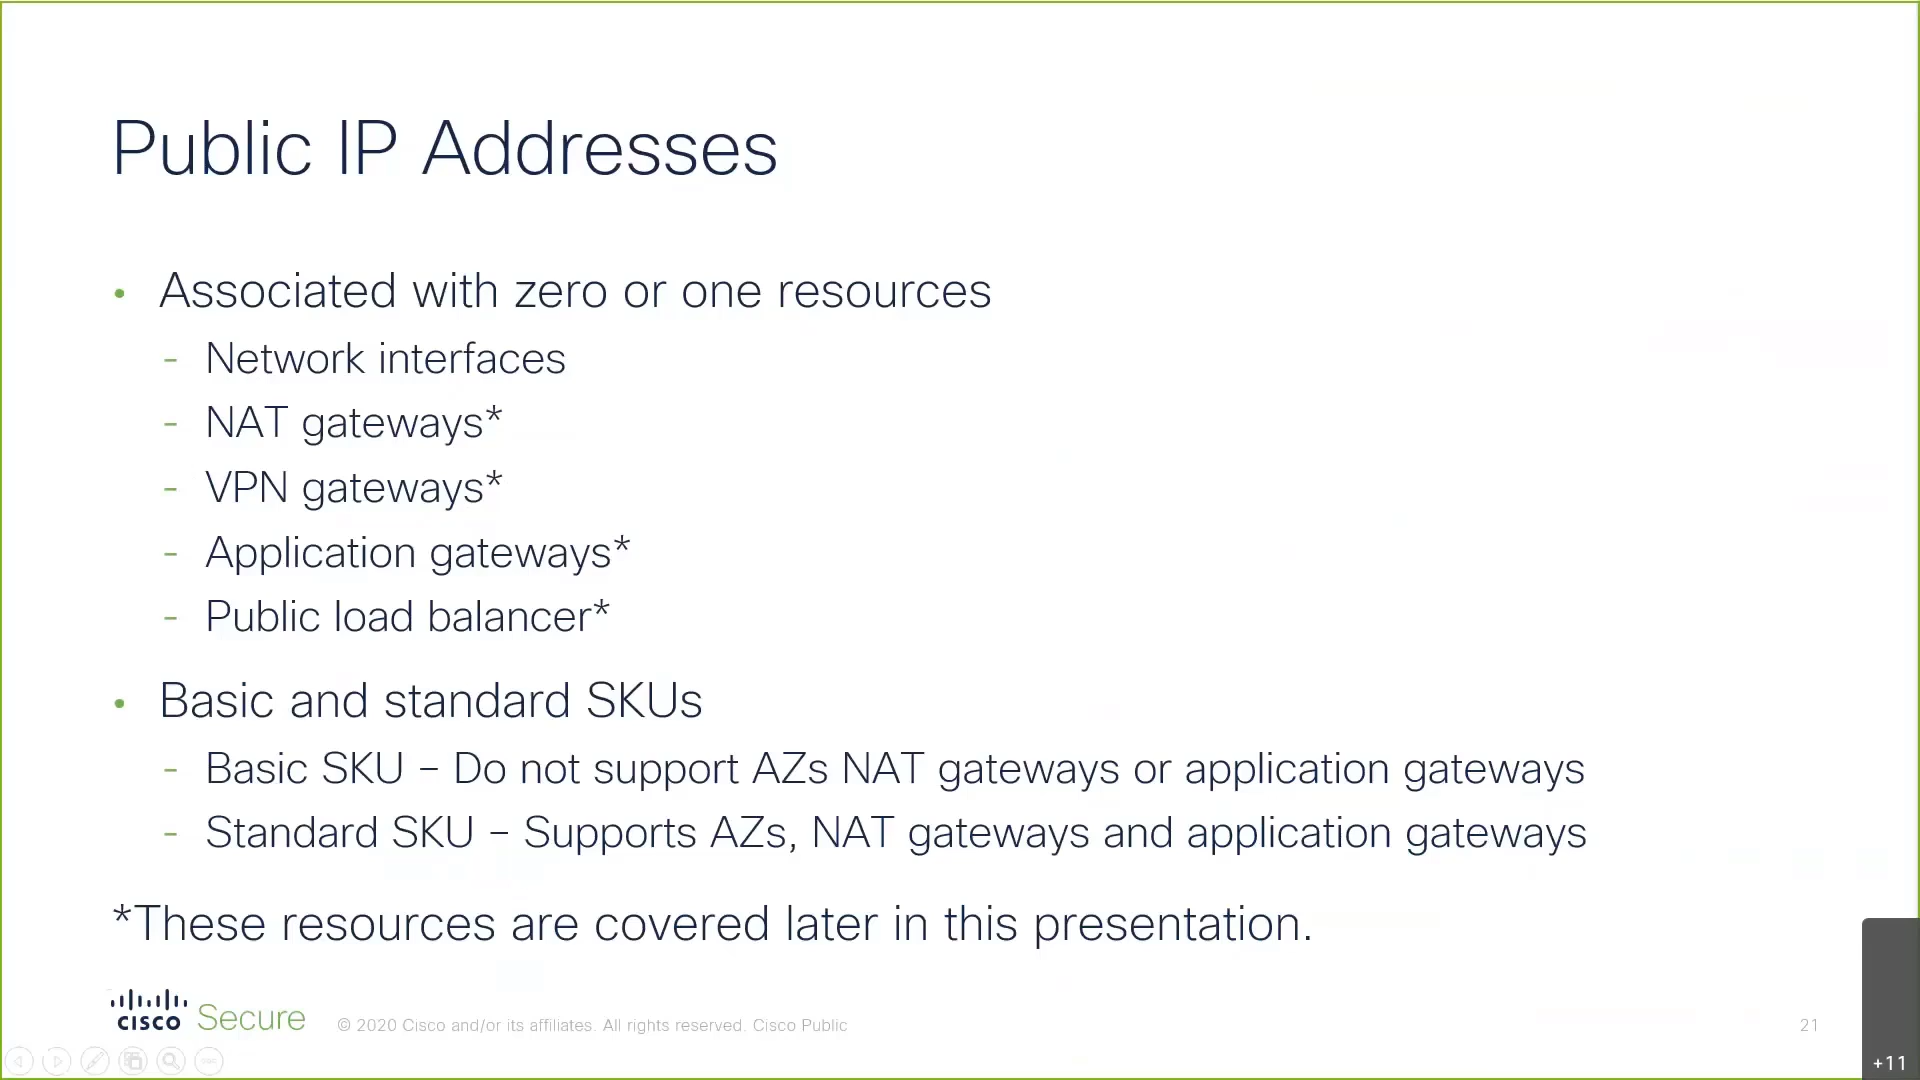 Public IP Addresses
• Associated with zero or one resources
- Network interfaces
- NAT gateways*
- VPN gateways*
- Application gateways*
- Public load balancer*
• Basic and standard SKUs
- Basic SKU – Do not support AZs NAT gateways or application gateways
- Standard SKU – Supports AZs, NAT gateways and application gateways
*These resources are covered later in this presentation.
cisco Secure © 2020 Cisco and/or its affiliates. All rights reserved. Cisco Public 21
+11